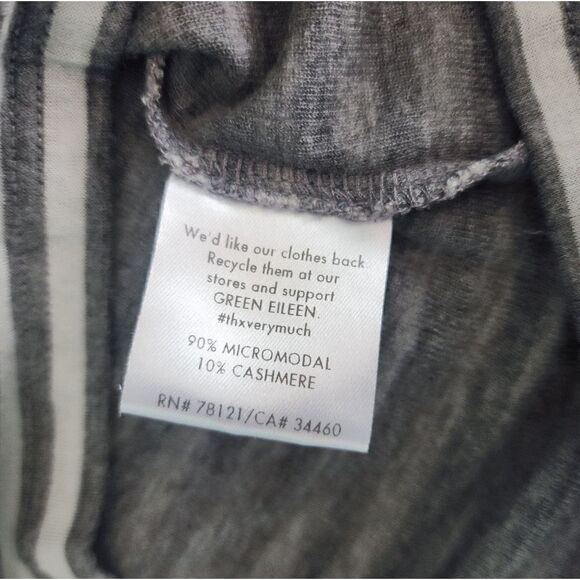 We'd like our clothes back
Recycle them at our
stores and support
GREEN EILEEN.
#thxverymuch
90% MICROMODAL
10% CASHMERE
RN# 78121/CA# 34460